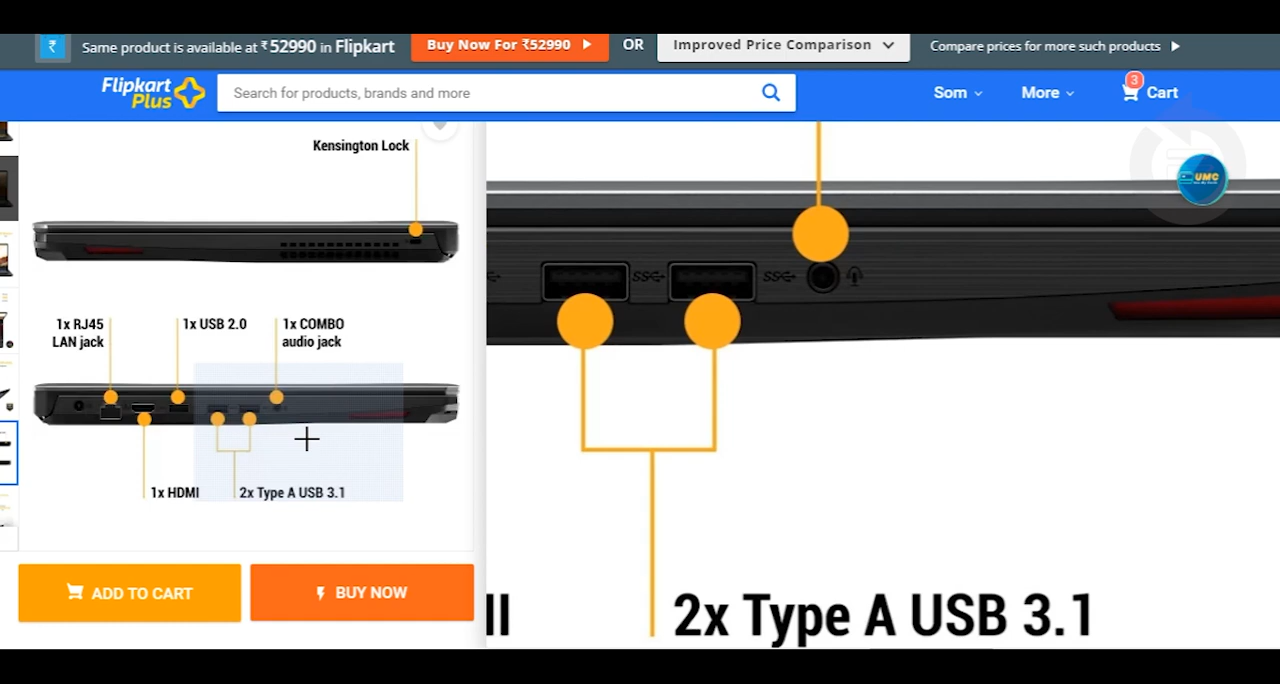 Same product is available at ₹52990 in Flipkart
Buy Now For ₹52990
OR
Improved Price Comparison
Compare prices for more such products
Flipkart
Plus
Search for products, brands and more
Som
More
3
Cart
Kensington Lock
UMC
1x RJ45
LAN jack
1x USB 2.0
1x COMBO
audio jack
SS
SS
1x HDMI
2x Type A USB 3.1
2x Type A USB 3.1
ADD TO CART
BUY NOW